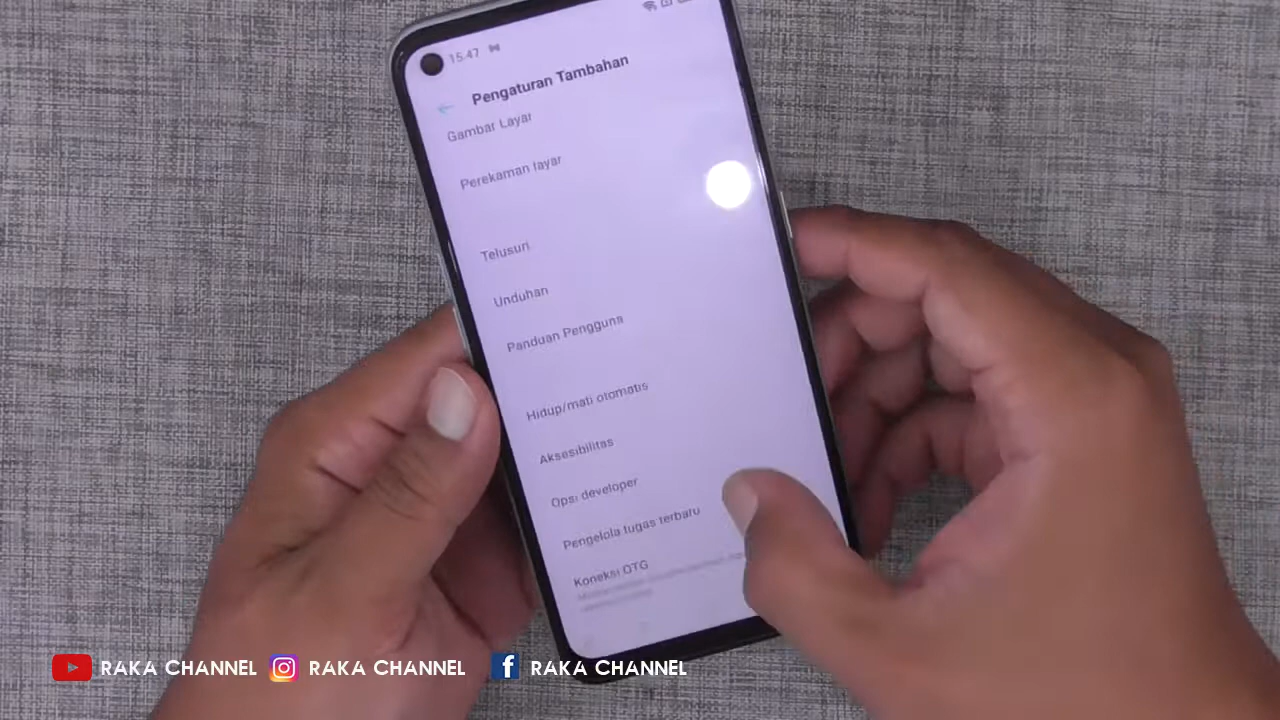 15.47
Pengaturan Tambahan
Gambar Layar
Perekaman layar
Telusuri
Unduhan
Panduan Pengguna
Hidup/mati otomatis
Aksesibilitas
Opsi developer
Pengelola tugas terbaru
Koneksi OTG
RAKA CHANNEL RAKA CHANNEL f RAKA CHANNEL